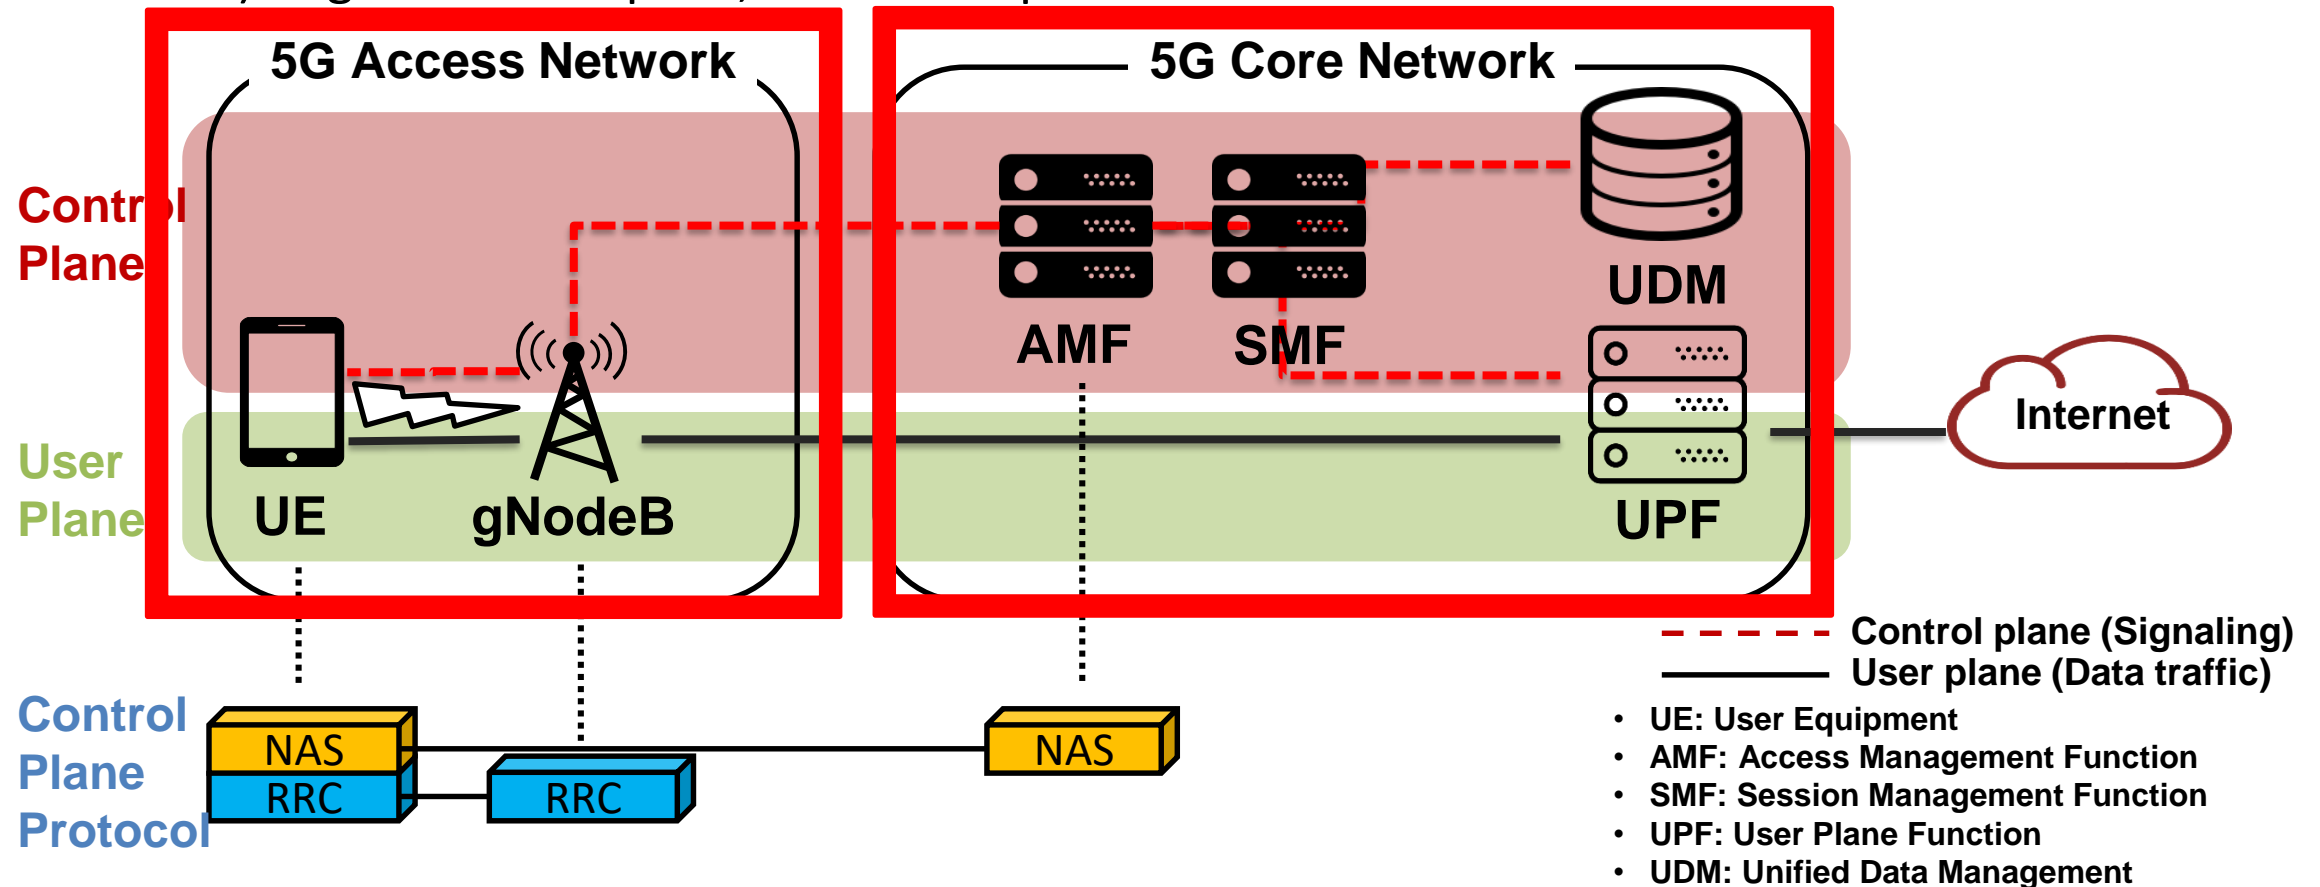 5G Access Network
5G Core Network
Control
Plane
UDM
AMF
SMF
Internet
User
Plane
UE
gNodeB
UPF
Control plane (Signaling)
User plane (Data traffic)
Control
Plane
Protocol
NAS
NAS
RRC
RRC
• UE: User Equipment
• AMF: Access Management Function
• SMF: Session Management Function
• UPF: User Plane Function
• UDM: Unified Data Management